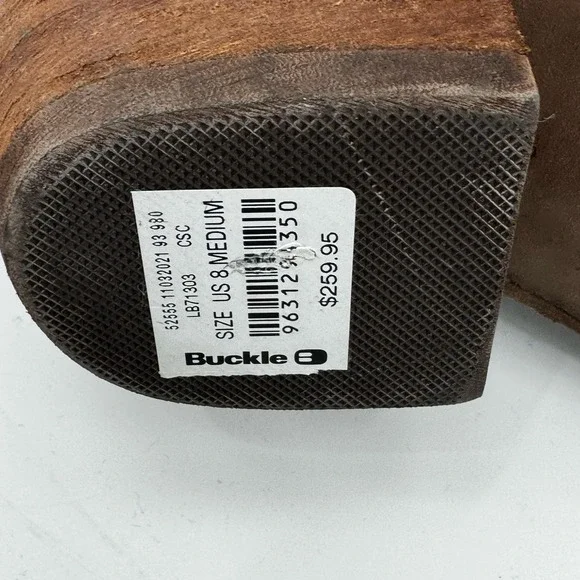 52555 11032021 93 980
LB71303 CSC
SIZE US 8 MEDIUM
$259.95
Buckle B